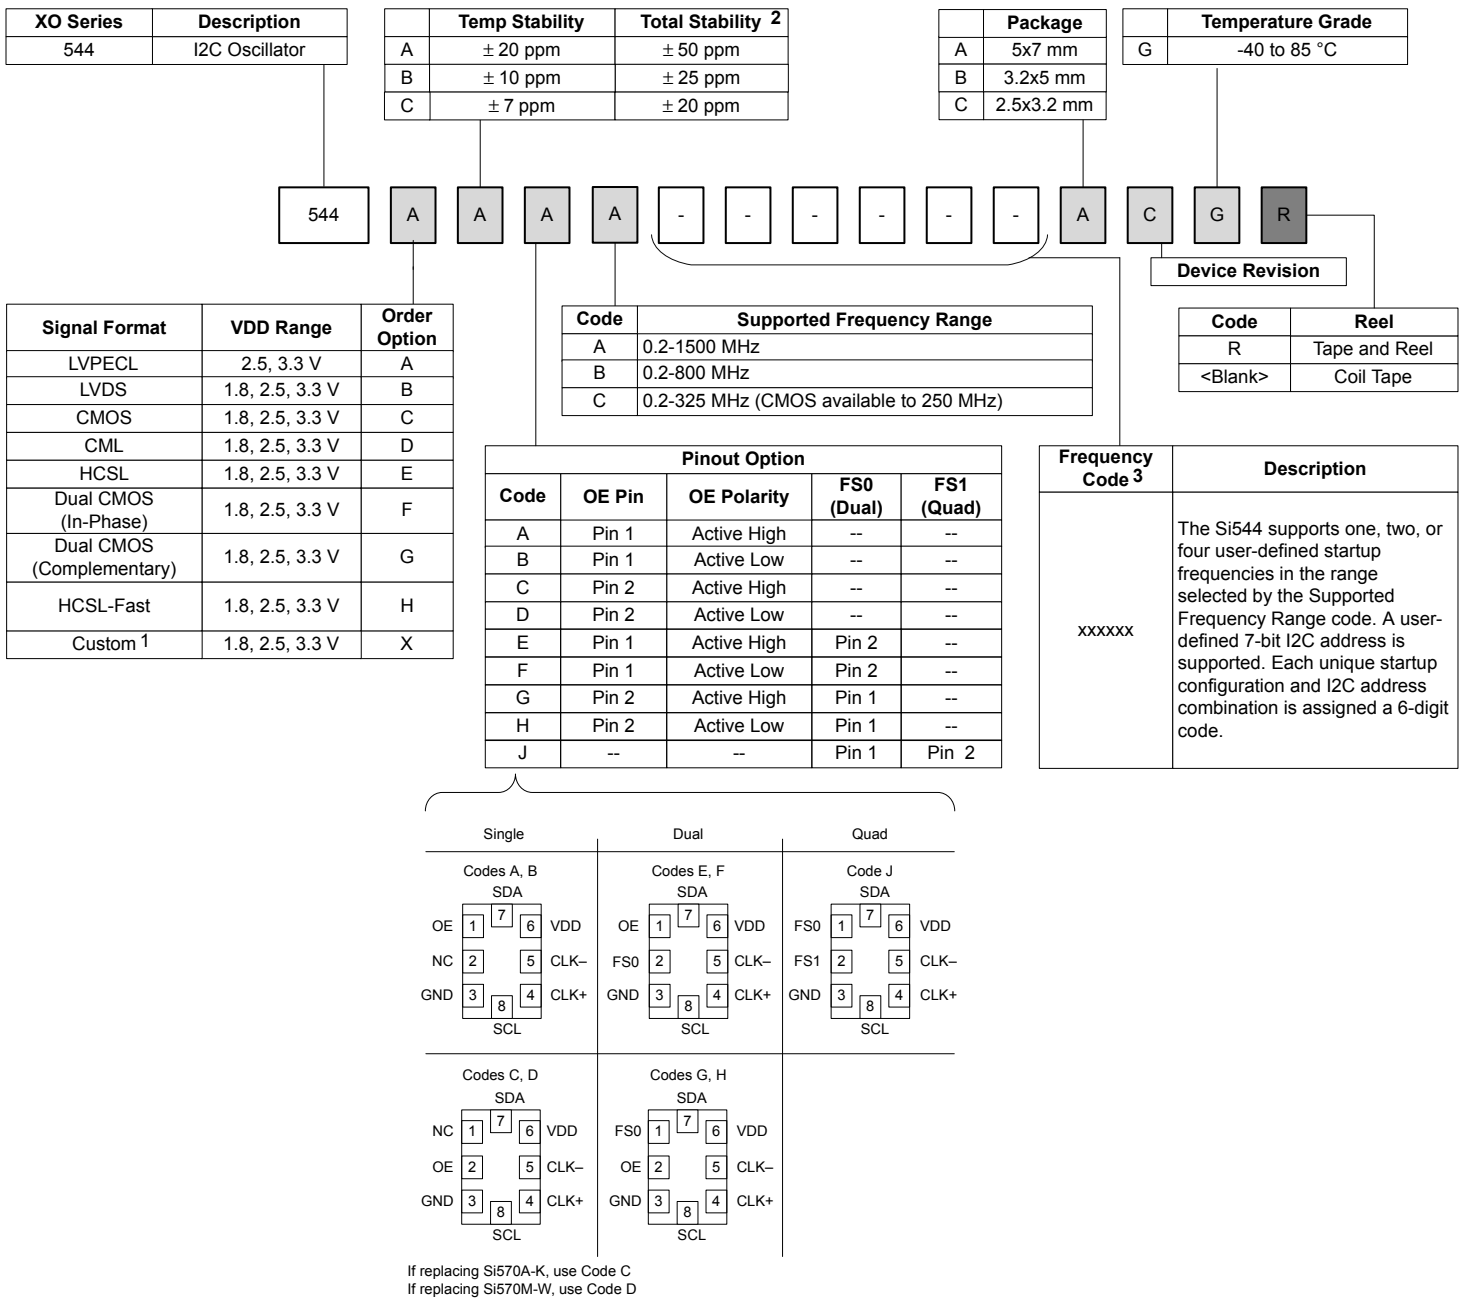 XO Series Description
544 I2C Oscillator
Temp Stability Total Stability 2
A ± 20 ppm ± 50 ppm
B ± 10 ppm ± 25 ppm
C ± 7 ppm ± 20 ppm
Package
A 5x7 mm
B 3.2x5 mm
C 2.5x3.2 mm
Temperature Grade
G -40 to 85 °C
544 A A A A - - - - - - A C G R
Device Revision
Signal Format VDD Range Order Option
LVPECL 2.5, 3.3 V A
LVDS 1.8, 2.5, 3.3 V B
CMOS 1.8, 2.5, 3.3 V C
CML 1.8, 2.5, 3.3 V D
HCSL 1.8, 2.5, 3.3 V E
Dual CMOS (In-Phase) 1.8, 2.5, 3.3 V F
Dual CMOS (Complementary) 1.8, 2.5, 3.3 V G
HCSL-Fast 1.8, 2.5, 3.3 V H
Custom 1 1.8, 2.5, 3.3 V X
Code Supported Frequency Range
A 0.2-1500 MHz
B 0.2-800 MHz
C 0.2-325 MHz (CMOS available to 250 MHz)
Code Reel
R Tape and Reel
<Blank> Coil Tape
Pinout Option
Code OE Pin OE Polarity FS0 (Dual) FS1 (Quad)
A Pin 1 Active High -- --
B Pin 1 Active Low -- --
C Pin 2 Active High -- --
D Pin 2 Active Low -- --
E Pin 1 Active High Pin 2 --
F Pin 1 Active Low Pin 2 --
G Pin 2 Active High Pin 1 --
H Pin 2 Active Low Pin 1 --
J -- -- Pin 1 Pin 2
Frequency Code 3 Description
xxxxxx
The Si544 supports one, two, or
four user-defined startup
frequencies in the range
selected by the Supported
Frequency Range code. A user-
defined 7-bit I2C address is
supported. Each unique startup
configuration and I2C address
combination is assigned a 6-digit
code.
Single Dual Quad
Codes A, B
SDA
7
OE 1 6 VDD
NC 2 5 CLK–
GND 3 4 CLK+
8
SCL
Codes E, F
SDA
7
OE 1 6 VDD
FS0 2 5 CLK–
GND 3 4 CLK+
8
SCL
Code J
SDA
7
FS0 1 6 VDD
FS1 2 5 CLK–
GND 3 4 CLK+
8
SCL
Codes C, D
SDA
7
NC 1 6 VDD
OE 2 5 CLK–
GND 3 4 CLK+
8
SCL
Codes G, H
SDA
7
FS0 1 6 VDD
OE 2 5 CLK–
GND 3 4 CLK+
8
SCL
If replacing Si570A-K, use Code C
If replacing Si570M-W, use Code D